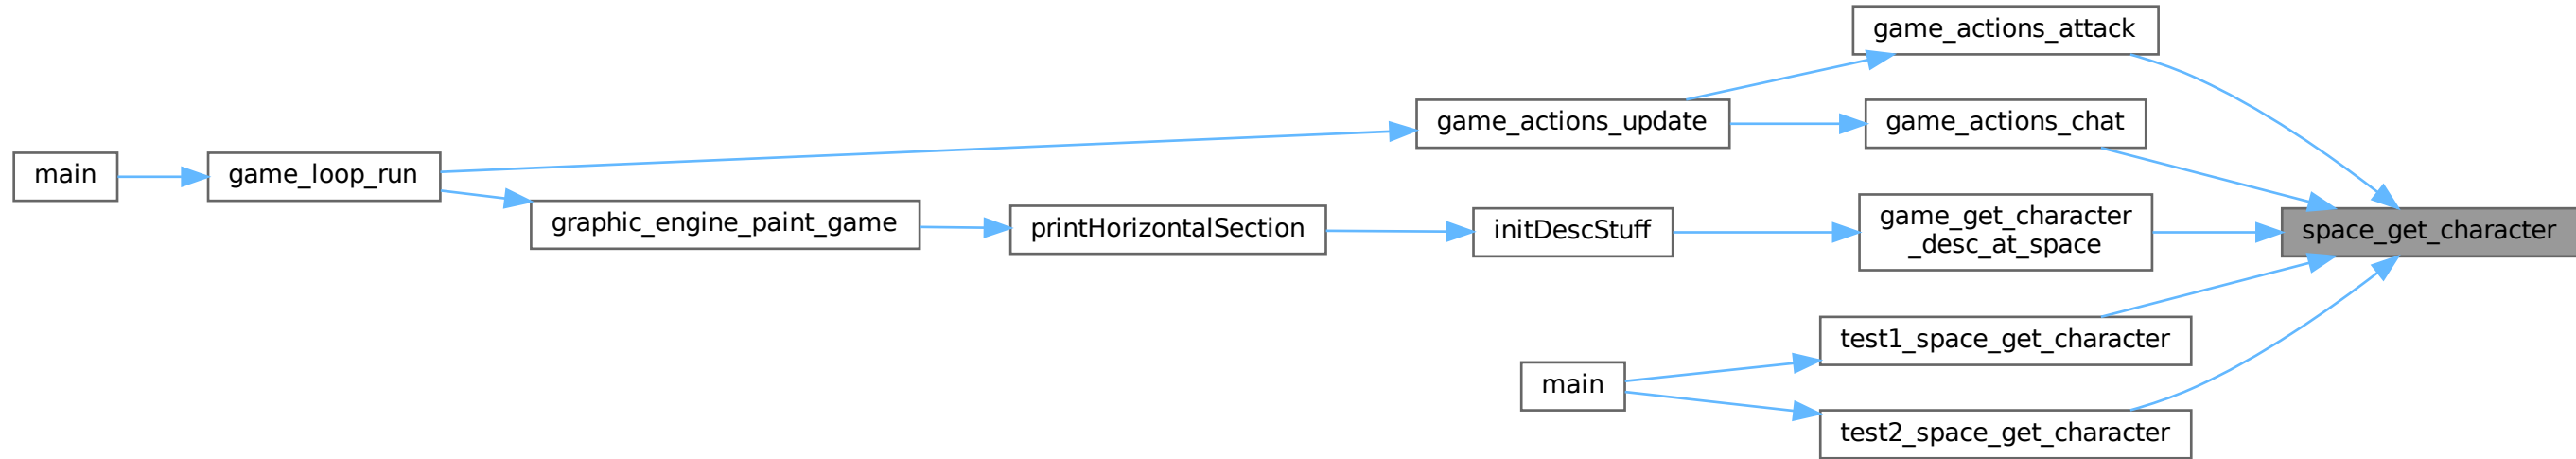 game_actions_attack
game_actions_update
game_actions_chat
main
game_loop_run
graphic_engine_paint_game
printHorizontalSection
initDescStuff
game_get_character
_desc_at_space
space_get_character
test1_space_get_character
main
test2_space_get_character